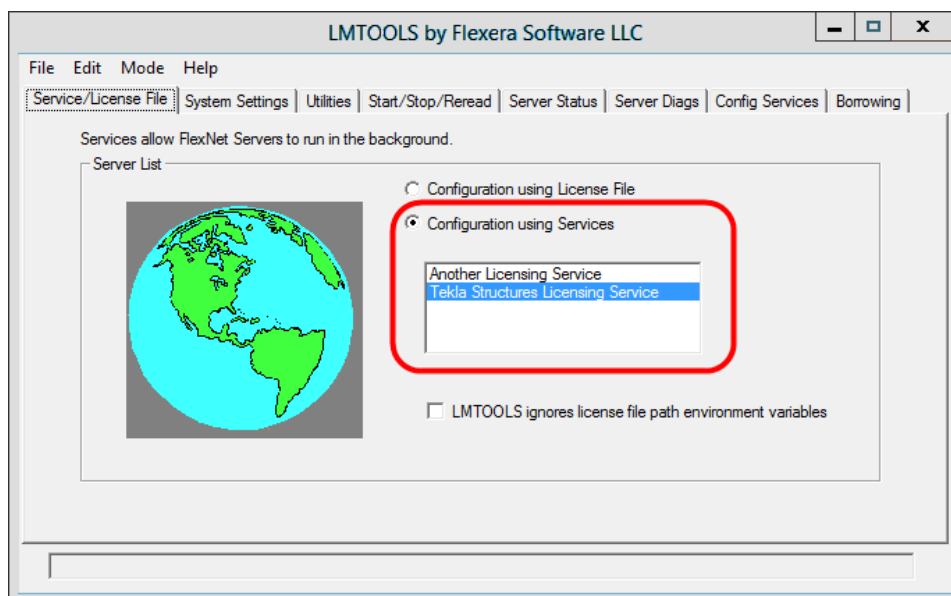 LMTOOLS by Flexera Software LLC
File Edit Mode Help
Service/License File System Settings Utilities Start/Stop/Reread Server Status Server Diags Config Services Borrowing
Services allow FlexNet Servers to run in the background.
Server List
Configuration using License File
Configuration using Services
Another Licensing Service
Tekla Structures Licensing Service
LMTOOLS ignores license file path environment variables